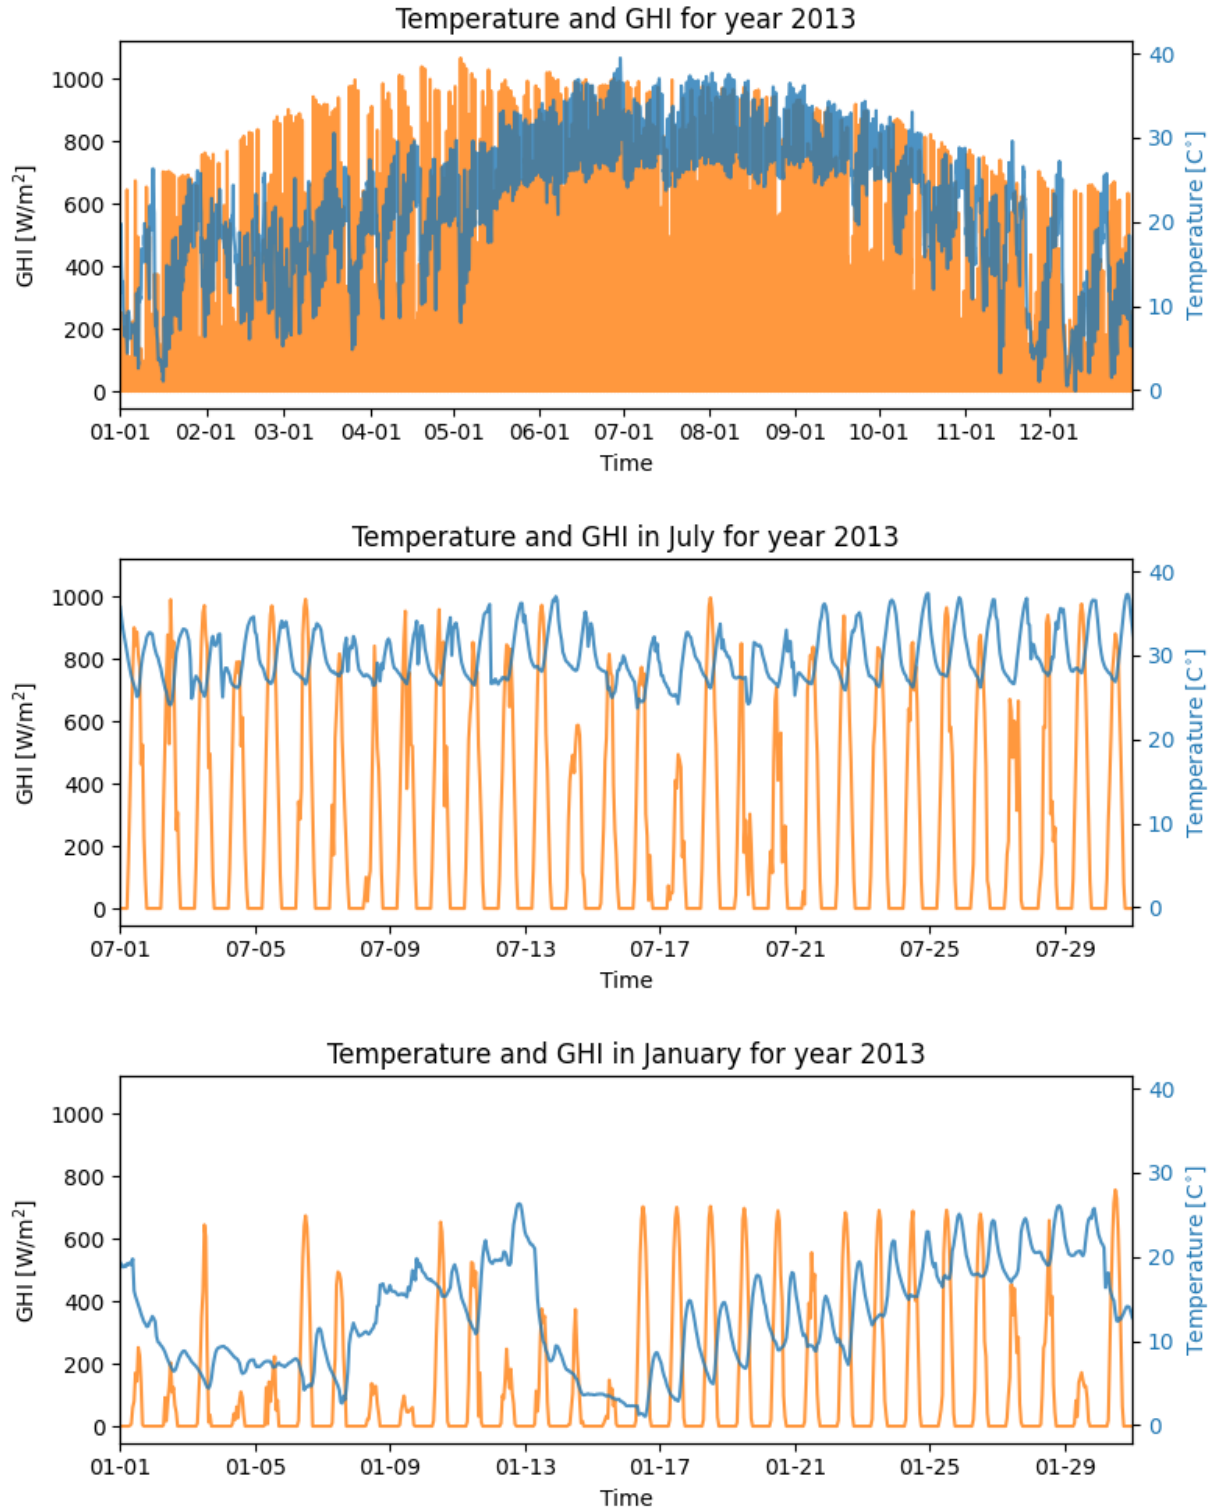 Temperature and GHI for year 2013
GHI [W/m²]
1000
800
600
400
200
0
40
30
20
10
0
Temperature [C°]
01-01 02-01 03-01 04-01 05-01 06-01 07-01 08-01 09-01 10-01 11-01 12-01
Time
Temperature and GHI in July for year 2013
GHI [W/m²]
1000
800
600
400
200
0
40
30
20
10
0
Temperature [C°]
07-01 07-05 07-09 07-13 07-17 07-21 07-25 07-29
Time
Temperature and GHI in January for year 2013
GHI [W/m²]
1000
800
600
400
200
0
40
30
20
10
0
Temperature [C°]
01-01 01-05 01-09 01-13 01-17 01-21 01-25 01-29
Time